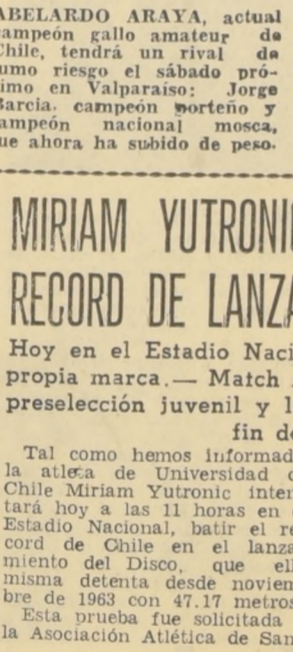 ABELARDO ARAYA, actual
campeón gallo amateur de
Chile, tendrá un rival de
sumo riesgo el sábado pró-
ximo en Valparaíso: Jorge
Barcia. campeón porteño y
campeón nacional mosca,
que ahora ha subido de peso.
MIRIAM YUTRONIC
RECORD DE LANZA
Hoy en el Estadio Naci
propia marca.— Match
preselección juvenil y l
fin de
Tal como hemos informad
la atleta de Universidad d
Chile Miriam Yutronic inten
tará hoy a las 11 horas en e
Estadio Nacional, batir el re
cord de Chile en el lanza
miento del Disco, que ell
misma detenta desde noviem
bre de 1963 con 47.17 metros
Esta prueba fue solicitada
la Asociación Atlética de San